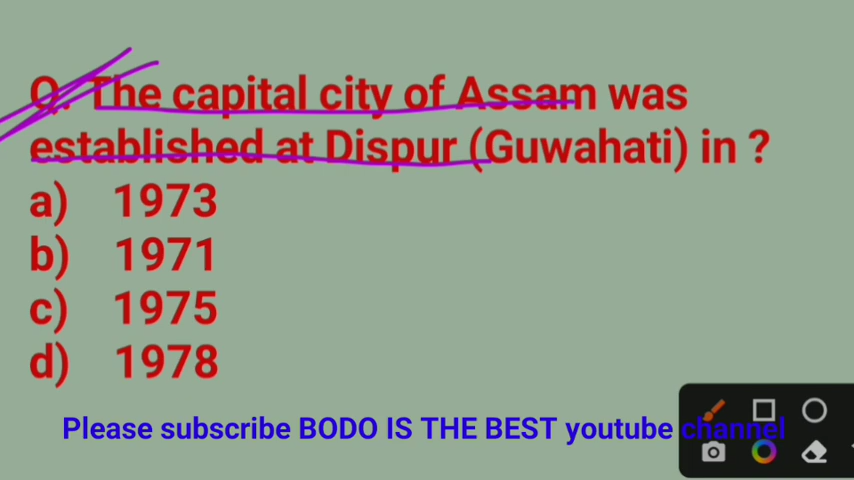 Q. The capital city of Assam was
established at Dispur (Guwahati) in ?
a) 1973
b) 1971
c) 1975
d) 1978
Please subscribe BODO IS THE BEST youtube channel